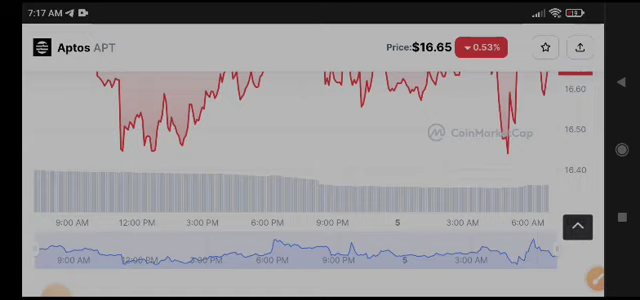 7:17 AM
19
Aptos APT
Price:$16.65 0.53%
16.60
CoinMarketCap
16.50
16.40
9:00 AM 12:00 PM 3:00 PM 6:00 PM 9:00 PM 5 3:00 AM 6:00 AM
9:00 AM 12:00 PM 3:00 PM 6:00 PM 9:00 PM 5 3:00 AM